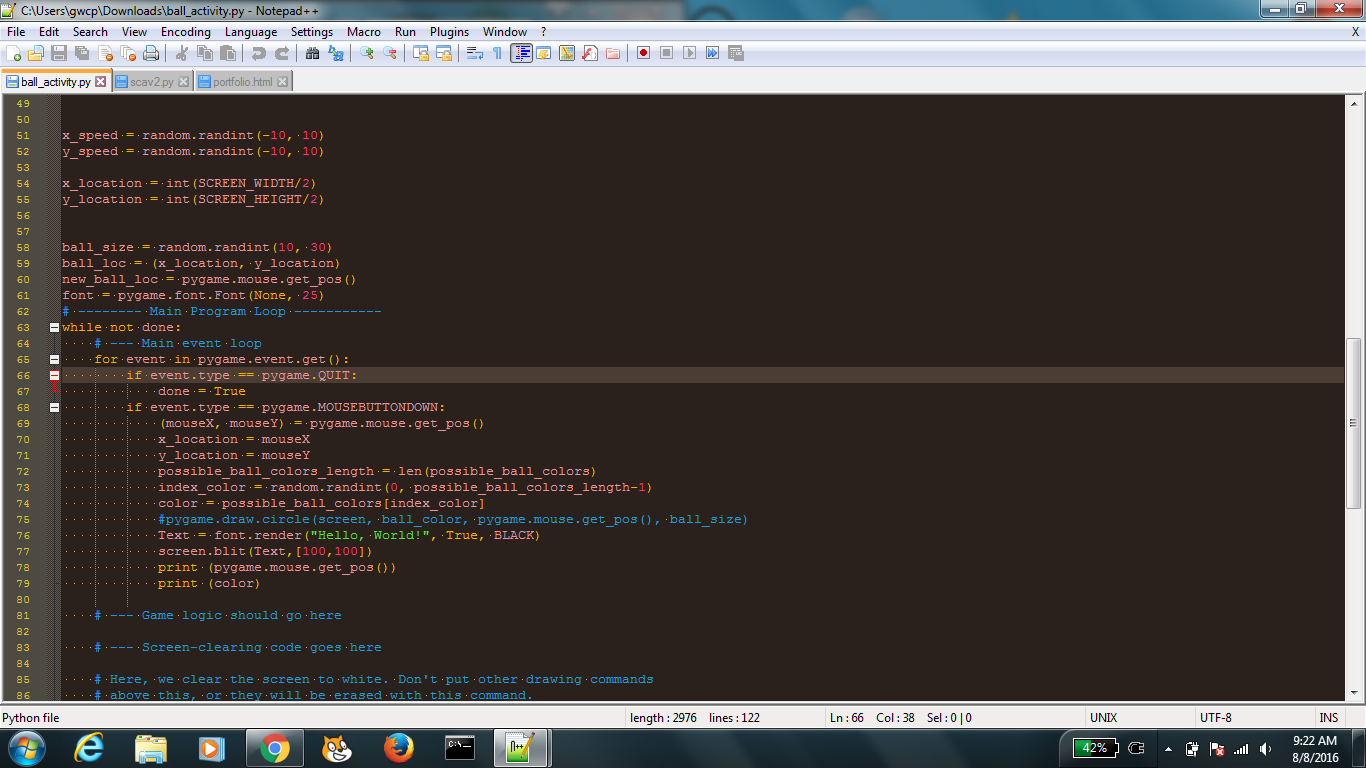 C:\Users\gwcp\Downloads\ball_activity.py - Notepad++
File Edit Search View Encoding Language Settings Macro Run Plugins Window ? X
ball_activity.py scav2.py portfolio.html
49
50
51 x_speed = random.randint(-10, 10)
52 y_speed = random.randint(-10, 10)
53
54 x_location = int(SCREEN_WIDTH/2)
55 y_location = int(SCREEN_HEIGHT/2)
56
57
58 ball_size = random.randint(10, 30)
59 ball_loc = (x_location, y_location)
60 new_ball_loc = pygame.mouse.get_pos()
61 font = pygame.font.Font(None, 25)
62 # -------- Main Program Loop -----------
63 while not done:
64     # --- Main event loop
65     for event in pygame.event.get():
66         if event.type == pygame.QUIT:
67             done = True
68         if event.type == pygame.MOUSEBUTTONDOWN:
69             (mouseX, mouseY) = pygame.mouse.get_pos()
70             x_location = mouseX
71             y_location = mouseY
72             possible_ball_colors_length = len(possible_ball_colors)
73             index_color = random.randint(0, possible_ball_colors_length-1)
74             color = possible_ball_colors[index_color]
75             #pygame.draw.circle(screen, ball_color, pygame.mouse.get_pos(), ball_size)
76             Text = font.render("Hello, World!", True, BLACK)
77             screen.blit(Text,[100,100])
78             print (pygame.mouse.get_pos())
79             print (color)
80
81     # --- Game logic should go here
82
83     # --- Screen-clearing code goes here
84
85     # Here, we clear the screen to white. Don't put other drawing commands
86     # above this, or they will be erased with this command.
Python file length : 2976 lines : 122 Ln : 66 Col : 38 Sel : 0 | 0 UNIX UTF-8 INS
42% 9:22 AM
8/8/2016